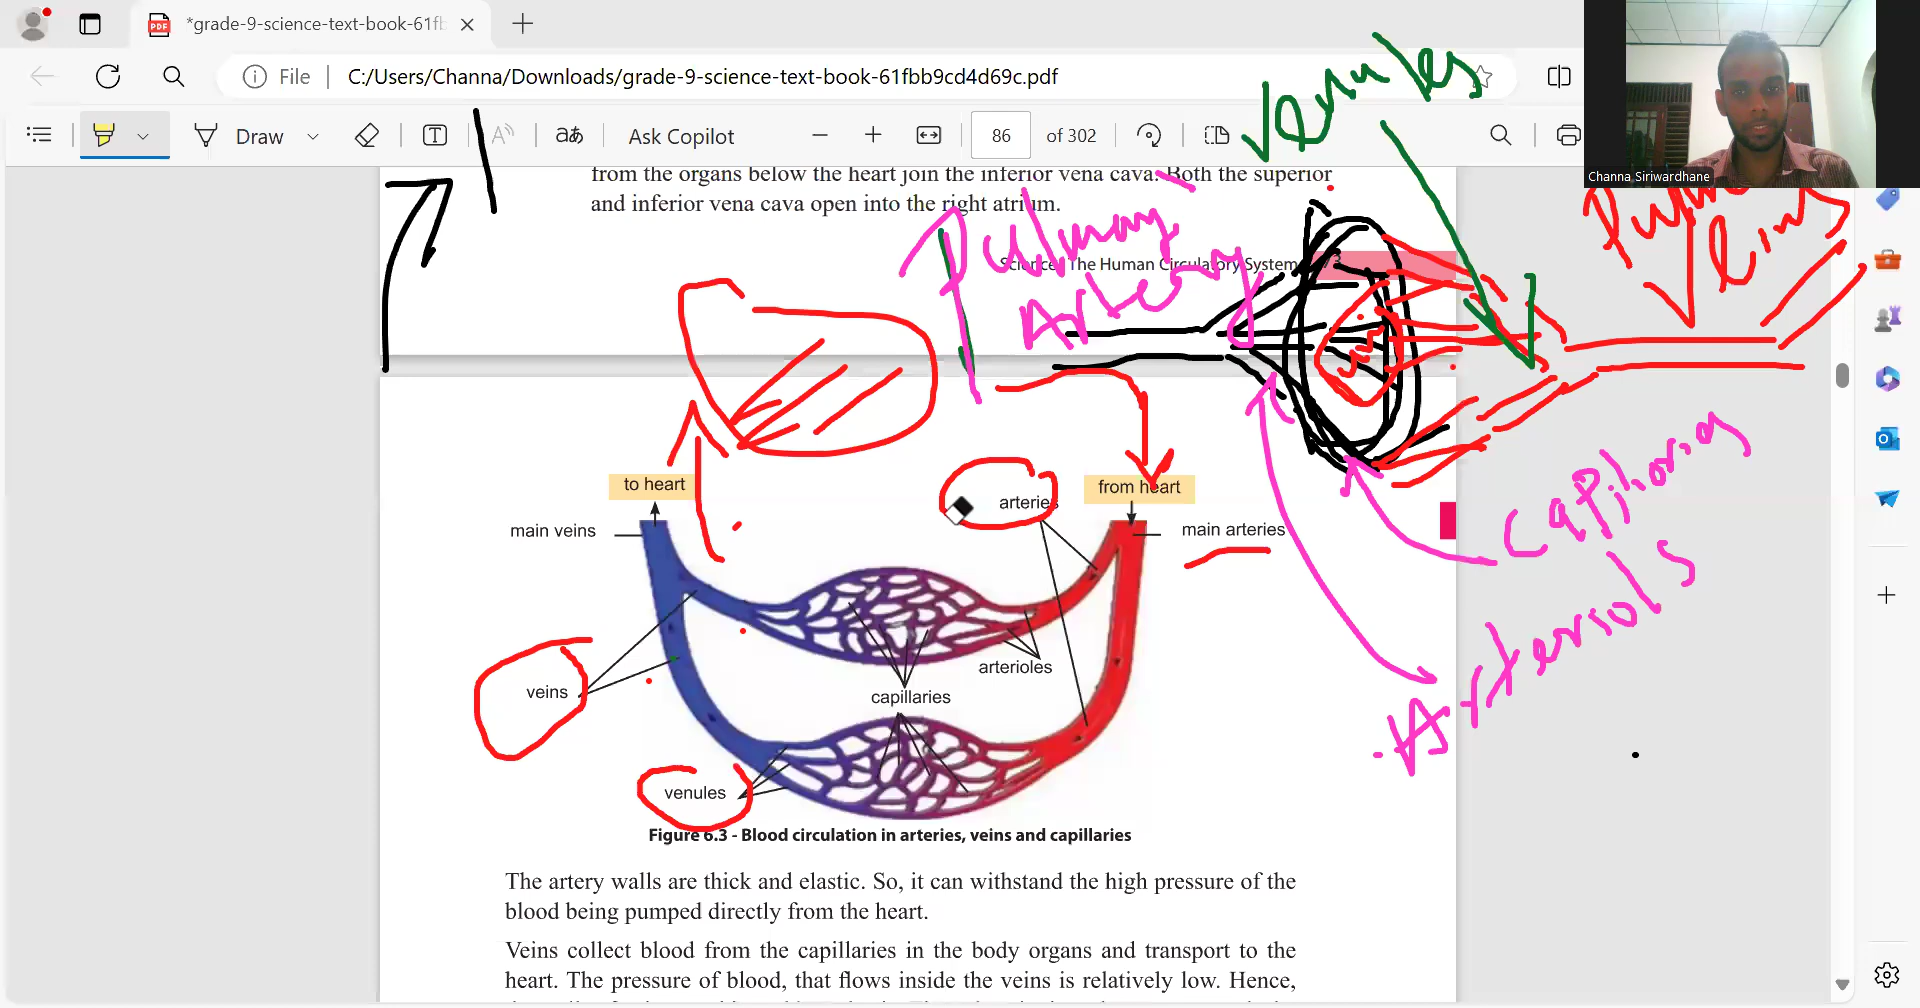 *grade-9-science-text-book-61fb
File
C:/Users/Channa/Downloads/grade-9-science-text-book-61fbb9cd4d69c.pdf
Draw
Ask Copilot
86
of 302
Channa Siriwardhane
Venules
from the organs below the heart join the inferior vena cava. Both the superior
and inferior vena cava open into the right atrium.
Science | The Human Circulatory System
73
Artery
to heart
from heart
arteries
main veins
main arteries
veins
arterioles
capillaries
venules
Arteriols
Figure 6.3 - Blood circulation in arteries, veins and capillaries
The artery walls are thick and elastic. So, it can withstand the high pressure of the
blood being pumped directly from the heart.
Veins collect blood from the capillaries in the body organs and transport to the
heart. The pressure of blood, that flows inside the veins is relatively low. Hence,